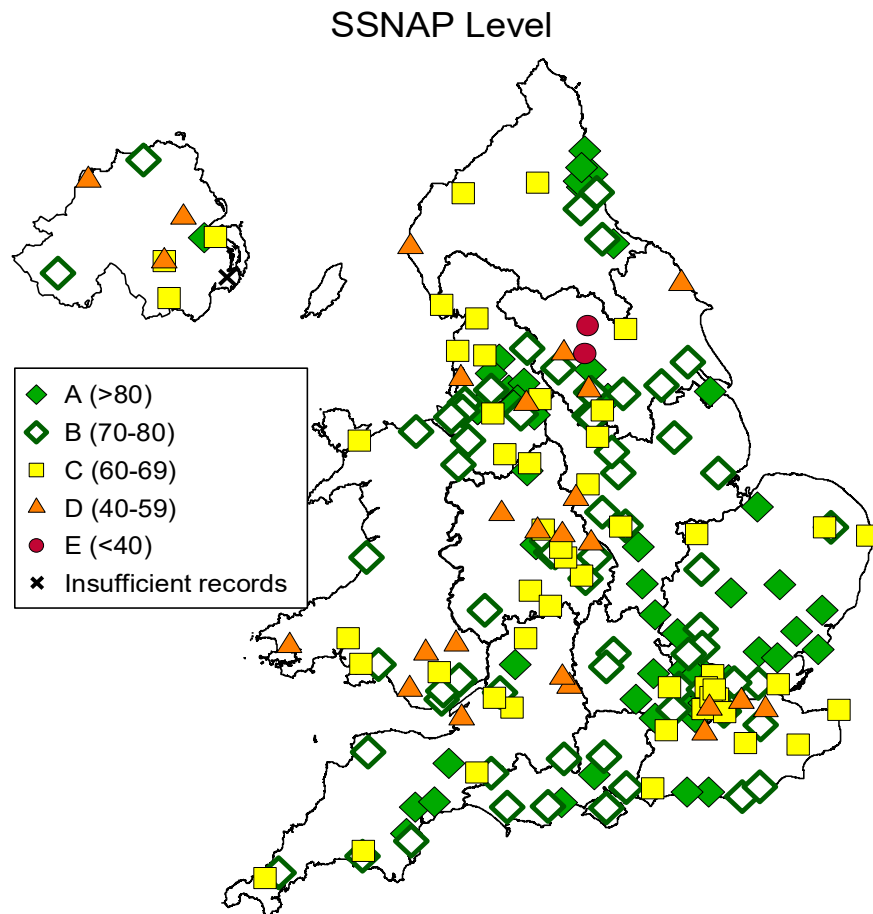 SSNAP Level
A (>80)
B (70-80)
C (60-69)
D (40-59)
E (<40)
Insufficient records